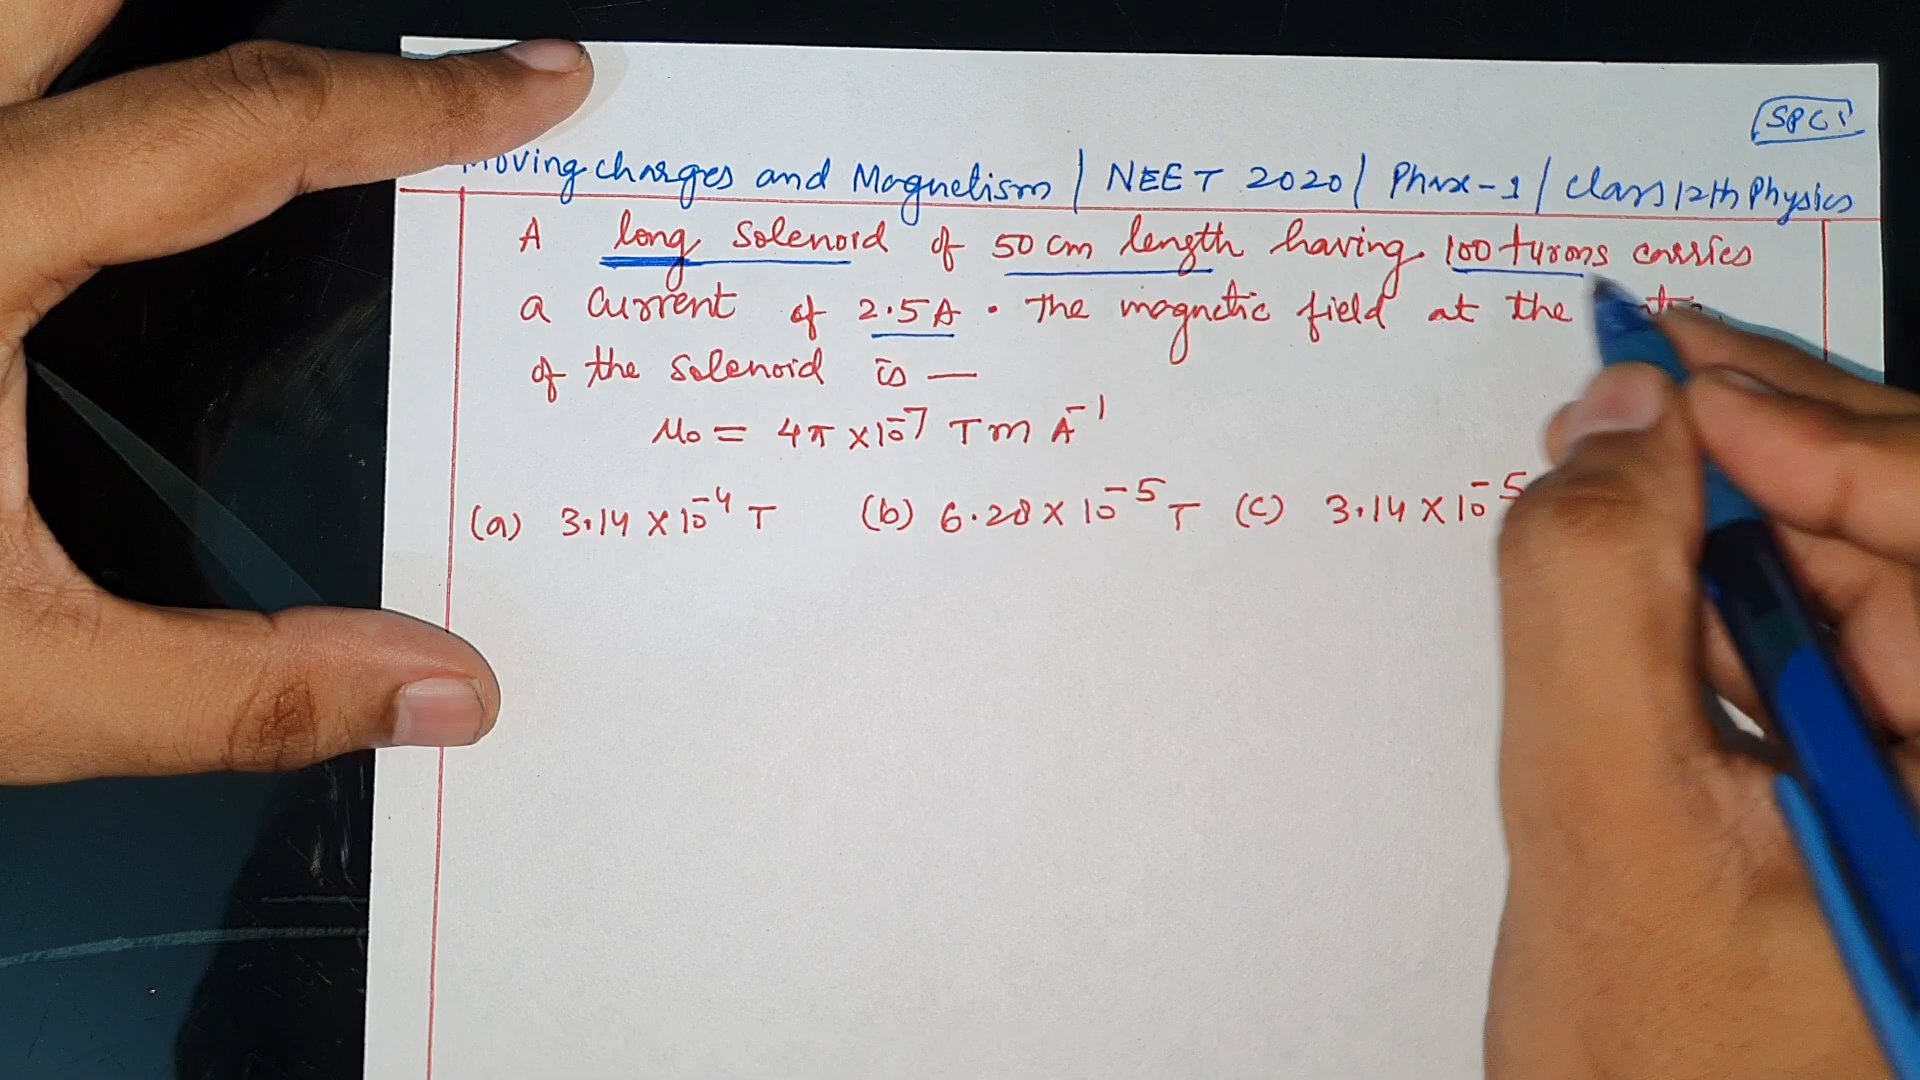 SPC
Moving charges and Magnetism | NEET 2020 | Phase-1 | Class 12th Physics
A long solenoid of 50 cm length having 100 turns carries
a current of 2.5A. The magnetic field at the
of the solenoid is —
μ₀ = 4π × 10⁻⁷ T m A⁻¹
(a) 3.14 × 10⁻⁴ T (b) 6.28 × 10⁻⁵ T (c) 3.14 × 10⁻⁵